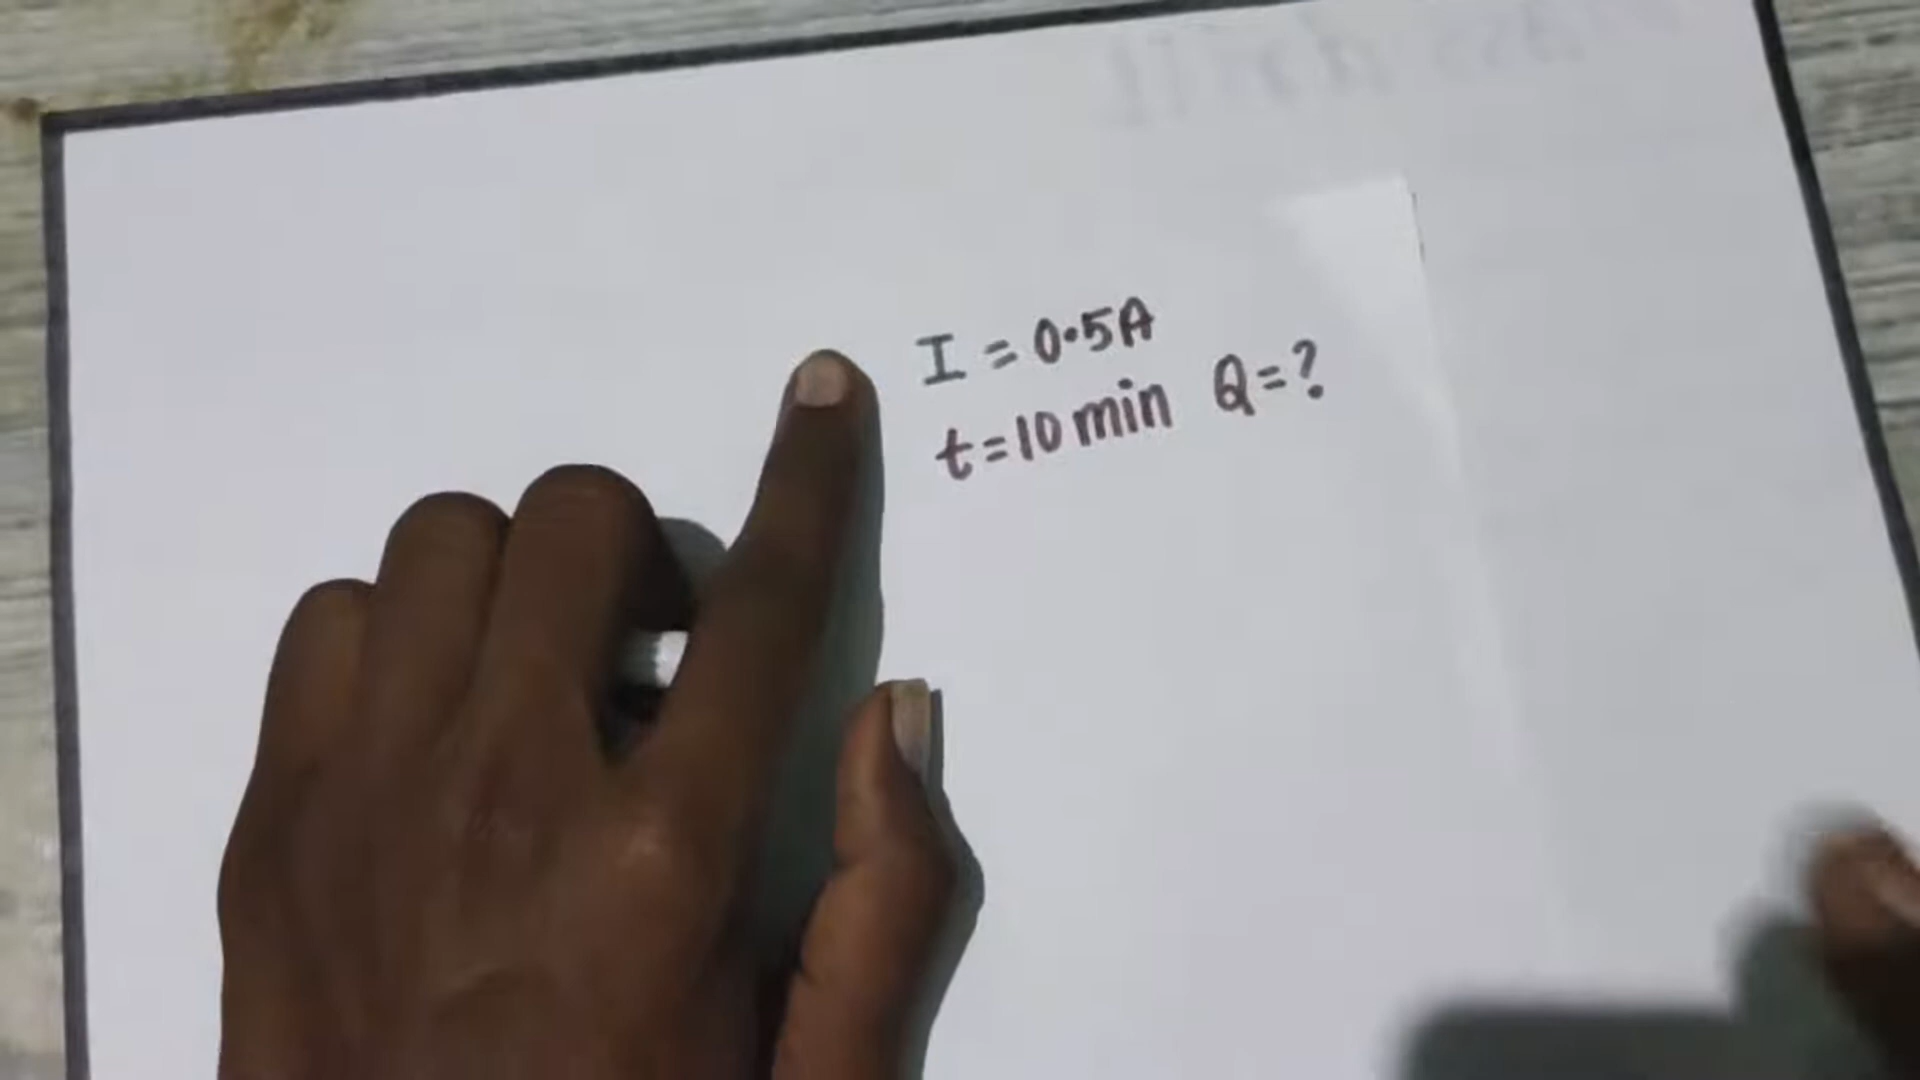 I = 0.5A
t = 10 min Q = ?